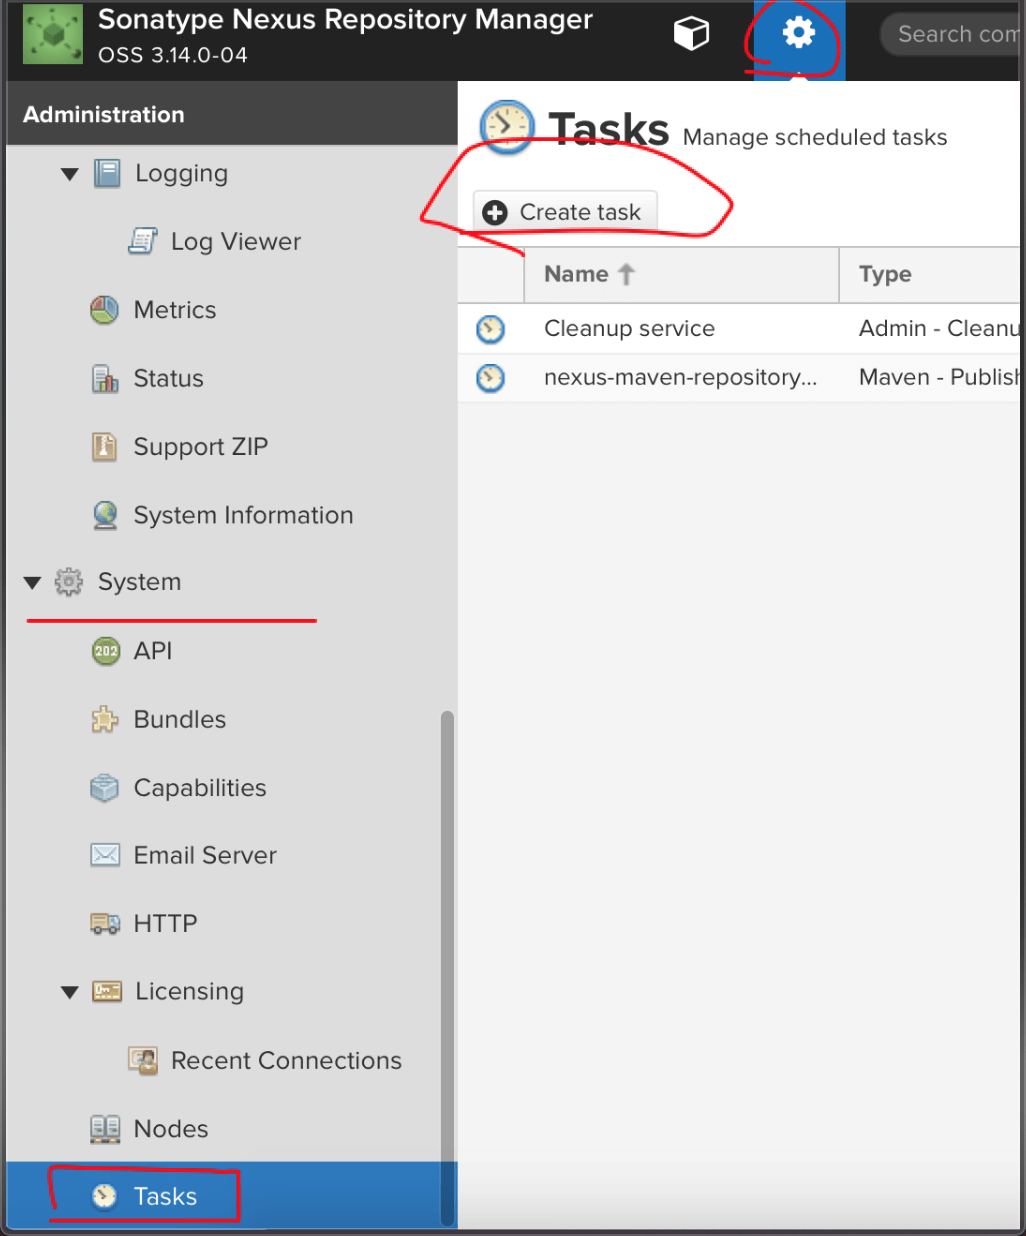 Sonatype Nexus Repository Manager
OSS 3.14.0-04
Search com
Administration
Logging
Log Viewer
Metrics
Status
Support ZIP
System Information
System
202 API
Bundles
Capabilities
Email Server
HTTP
Licensing
Recent Connections
Nodes
Tasks
Tasks Manage scheduled tasks
Create task
Name Type
Cleanup service Admin - Cleanu
nexus-maven-repository... Maven - Publish